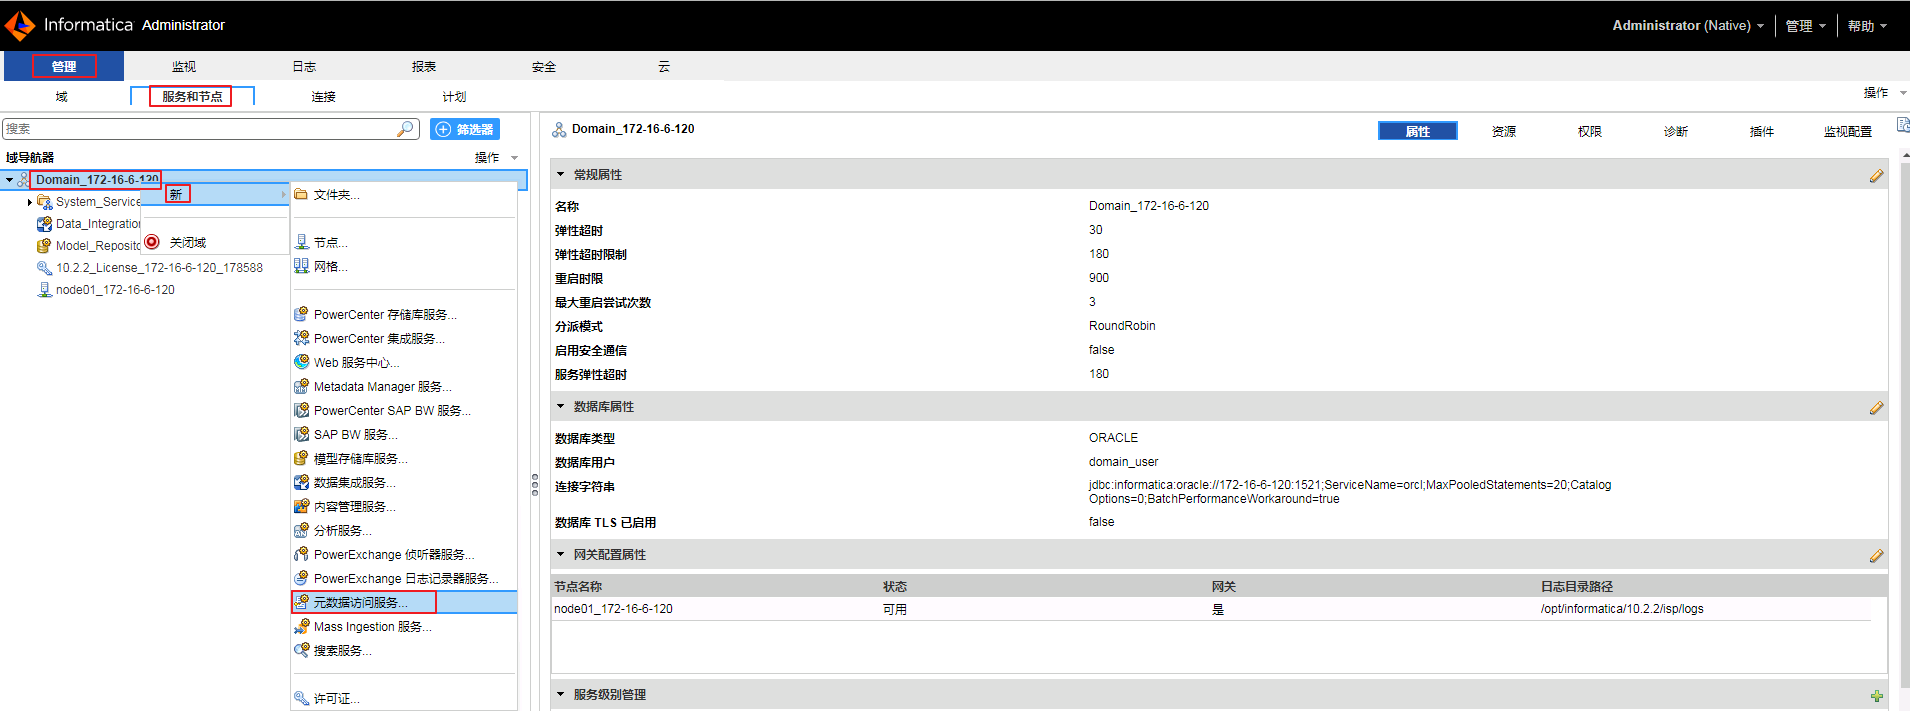 Informatica Administrator
Administrator (Native) 管理 帮助
管理 监视 日志 报表 安全 云
域 服务和节点 连接 计划
操作
搜索
筛选器
域导航器 操作
Domain_172-16-6-120
System_Service
Data_Integration
Model_Reposito
10.2.2_License_172-16-6-120_178588
node01_172-16-6-120
新
关闭域
文件夹...
节点...
网格...
PowerCenter 存储库服务...
PowerCenter 集成服务...
Web 服务中心...
Metadata Manager 服务...
PowerCenter SAP BW 服务...
SAP BW 服务...
模型存储库服务...
数据集成服务...
内容管理服务...
分析服务...
PowerExchange 侦听器服务...
PowerExchange 日志记录器服务...
元数据访问服务...
Mass Ingestion 服务...
搜索服务...
许可证...
Domain_172-16-6-120
属性 资源 权限 诊断 插件 监视配置
常规属性
名称 Domain_172-16-6-120
弹性超时 30
弹性超时限制 180
重启时限 900
最大重启尝试次数 3
分派模式 RoundRobin
启用安全通信 false
服务弹性超时 180
数据库属性
数据库类型 ORACLE
数据库用户 domain_user
连接字符串 jdbc:informatica:oracle://172-16-6-120:1521;ServiceName=orcl;MaxPooledStatements=20;Catalog
Options=0;BatchPerformanceWorkaround=true
数据库 TLS 已启用 false
网关配置属性
节点名称 状态 网关 日志目录路径
node01_172-16-6-120 可用 是 /opt/informatica/10.2.2/isp/logs
服务级别管理